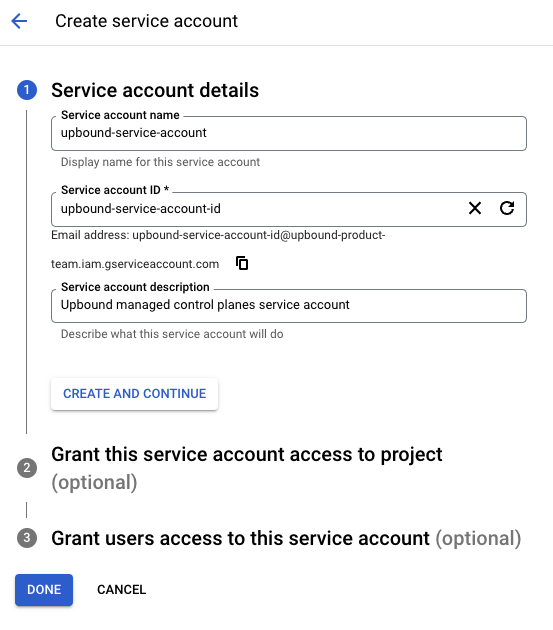 Create service account
1
Service account details
Service account name
upbound-service-account
Display name for this service account
Service account ID *
upbound-service-account-id
Email address: upbound-service-account-id@upbound-product-
team.iam.gserviceaccount.com
Service account description
Upbound managed control planes service account
Describe what this service account will do
CREATE AND CONTINUE
2
Grant this service account access to project
(optional)
3
Grant users access to this service account (optional)
DONE
CANCEL